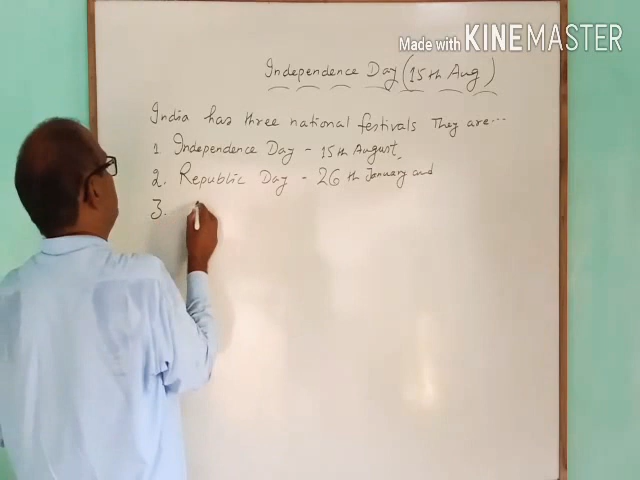 Made with KINEMASTER
Independence Day (15th Aug)
India has three national festivals They are...
1. Independence Day - 15th August,
2. Republic Day - 26th January and
3.